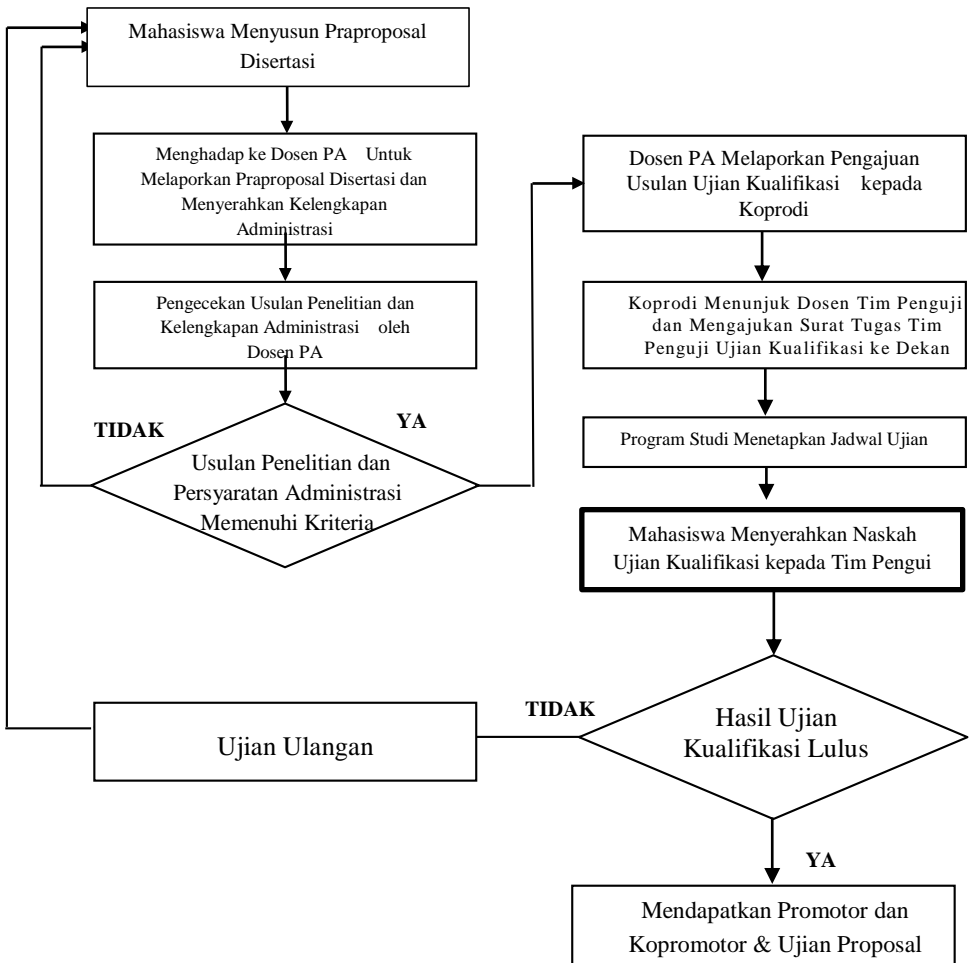 Mahasiswa Menyusun Praproposal
Disertasi
Menghadap ke Dosen PA Untuk
Melaporkan Praproposal Disertasi dan
Menyerahkan Kelengkapan
Administrasi
Pengecekan Usulan Penelitian dan
Kelengkapan Administrasi oleh
Dosen PA
TIDAK
YA
Usulan Penelitian dan
Persyaratan Administrasi
Memenuhi Kriteria
Dosen PA Melaporkan Pengajuan
Usulan Ujian Kualifikasi kepada
Koprodi
Koprodi Menunjuk Dosen Tim Penguji
dan Mengajukan Surat Tugas Tim
Penguji Ujian Kualifikasi ke Dekan
Program Studi Menetapkan Jadwal Ujian
Mahasiswa Menyerahkan Naskah
Ujian Kualifikasi kepada Tim Pengui
Hasil Ujian
Kualifikasi Lulus
TIDAK
Ujian Ulangan
YA
Mendapatkan Promotor dan
Kopromotor & Ujian Proposal